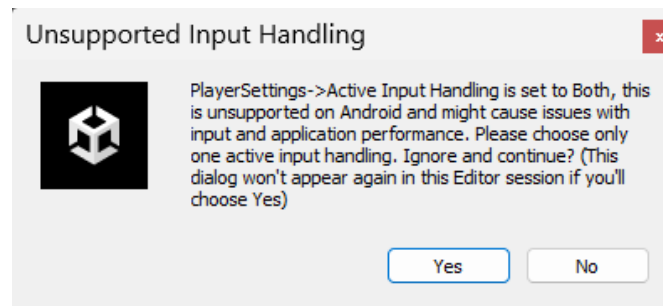 Unsupported Input Handling
PlayerSettings->Active Input Handling is set to Both, this
is unsupported on Android and might cause issues with
input and application performance. Please choose only
one active input handling. Ignore and continue? (This
dialog won't appear again in this Editor session if you'll
choose Yes)
Yes
No